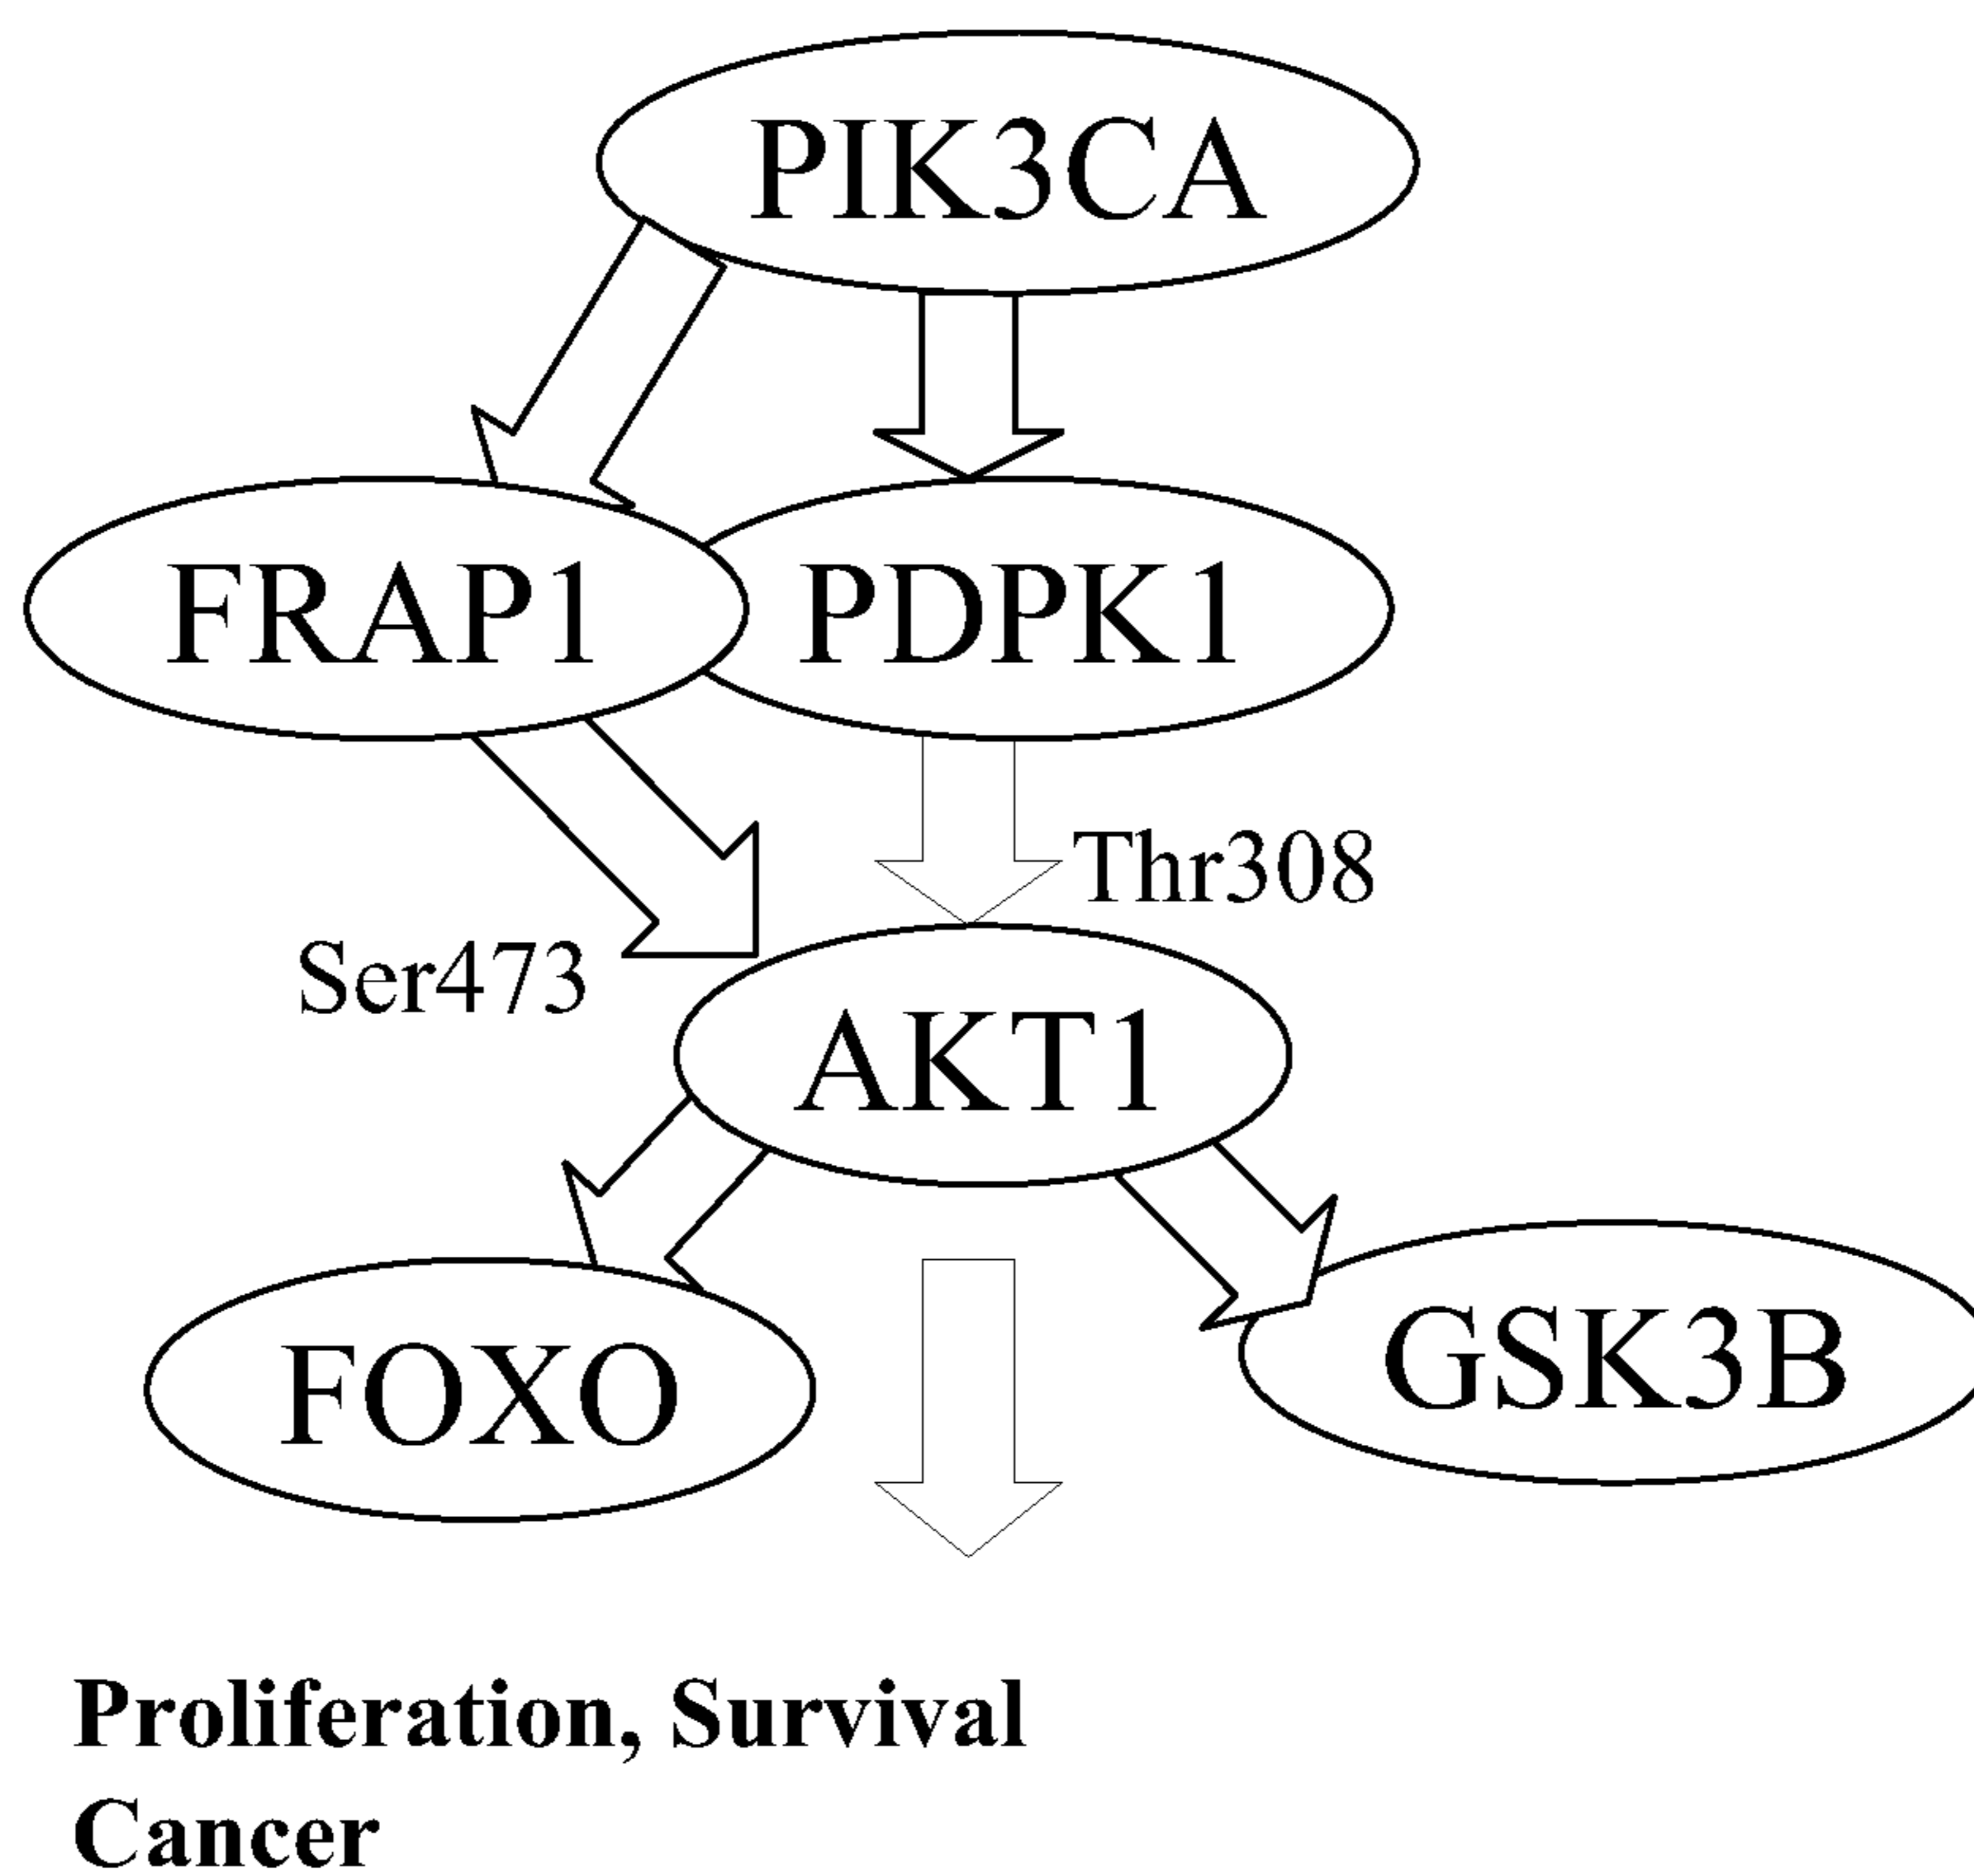 PIK3CA
FRAP1 PDPK1
Thr308
Ser473
AKT1
FOXO
GSK3B
Proliferation, Survival
Cancer